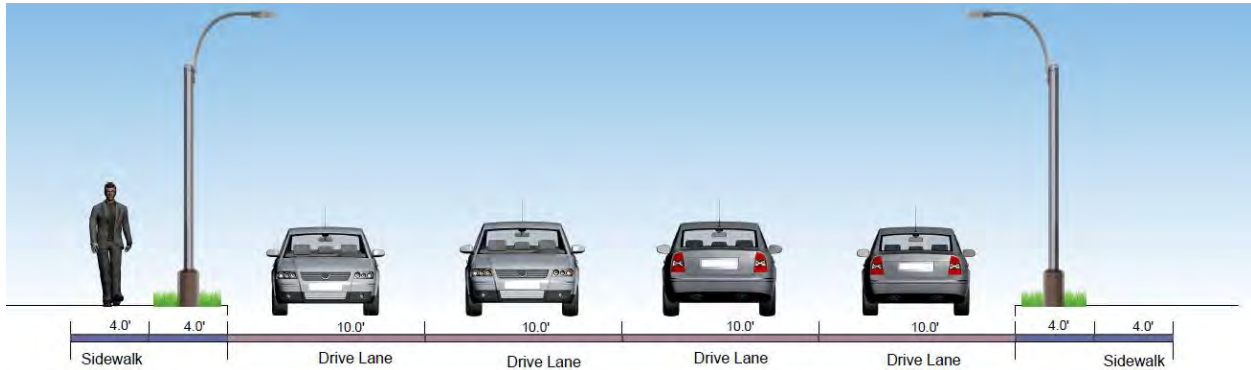 4.0' 4.0' 10.0' 10.0' 10.0' 10.0' 4.0' 4.0'
Sidewalk Drive Lane Drive Lane Drive Lane Drive Lane Sidewalk